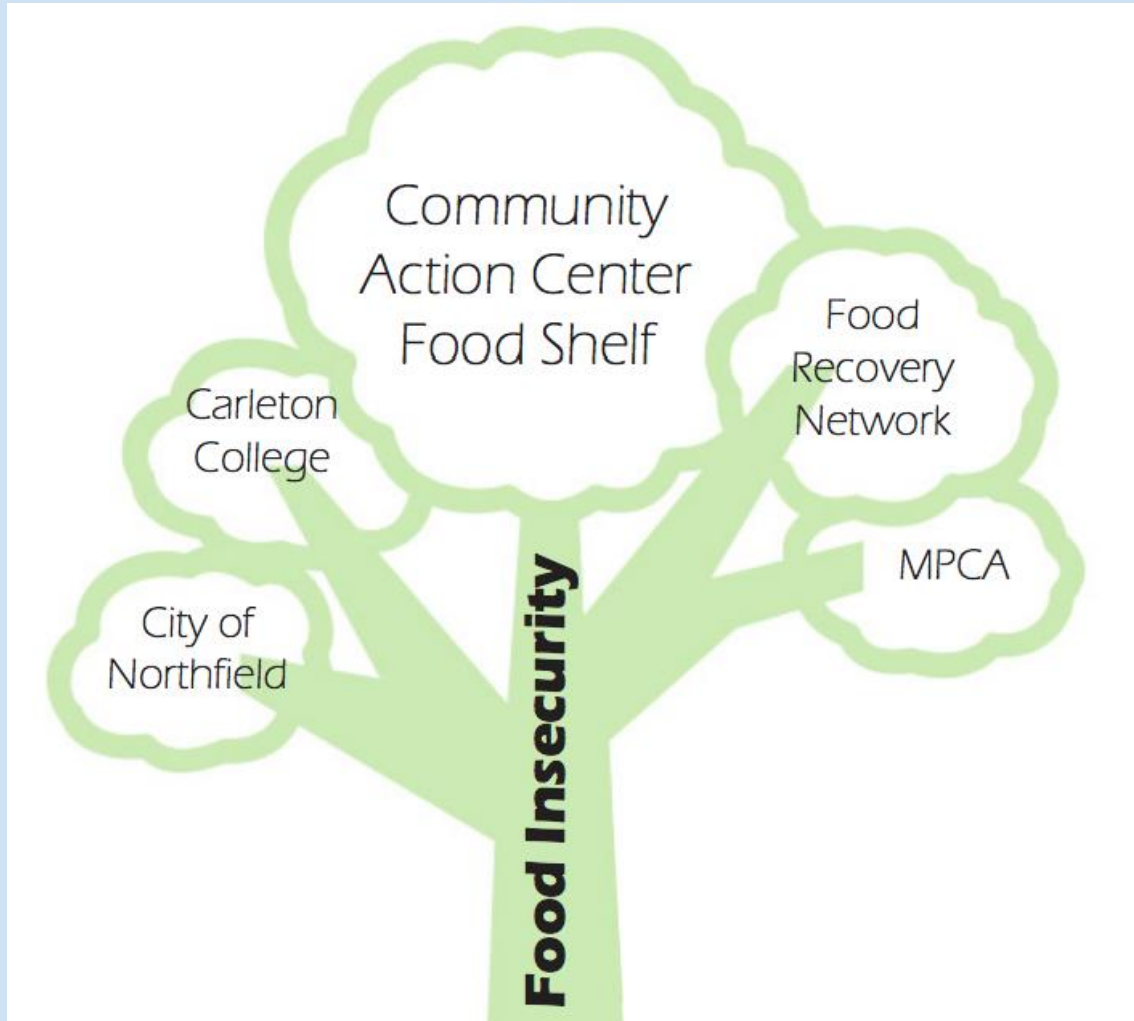 Community
Action Center
Food Shelf
Food
Recovery
Network
Carleton
College
MPCA
City of
Northfield
Food Insecurity